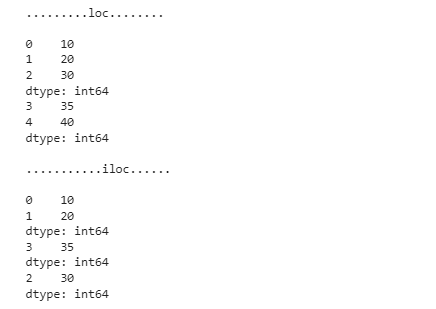 .........loc........
0    10
1    20
2    30
dtype: int64
3    35
4    40
dtype: int64
...........iloc......
0    10
1    20
dtype: int64
3    35
dtype: int64
2    30
dtype: int64